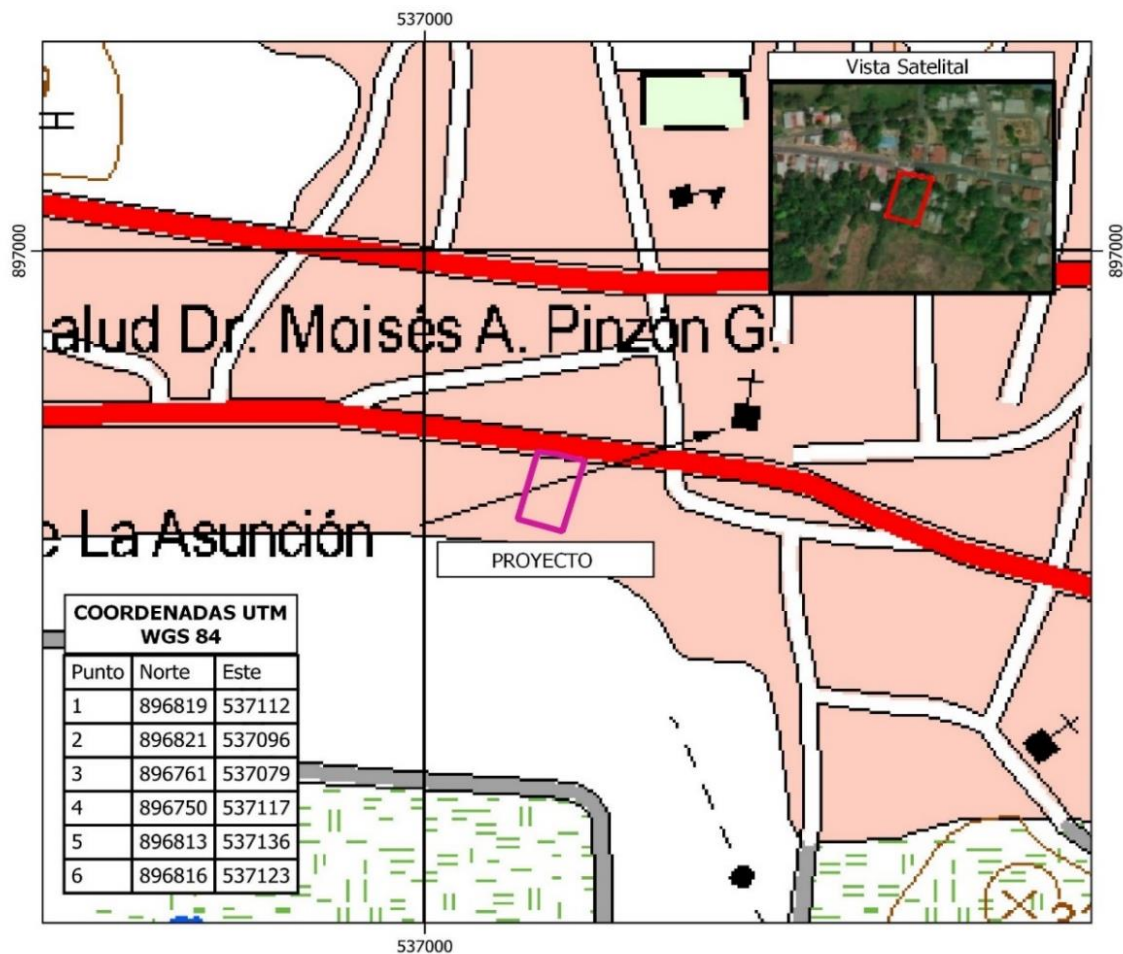 537000
Vista Satelital
H
897000
897000
alud Dr. Moisés A. Pinzón G.
e La Asunción
PROYECTO
COORDENADAS UTM
WGS 84
Punto Norte Este
1 896819 537112
2 896821 537096
3 896761 537079
4 896750 537117
5 896813 537136
6 896816 537123
537000